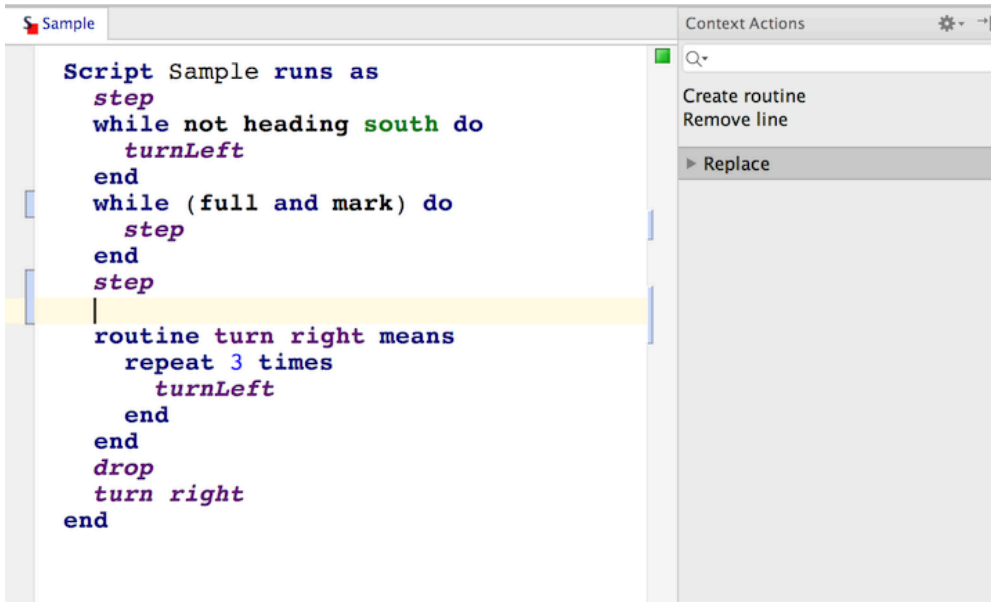 Sample
Context Actions
Script Sample runs as
step
while not heading south do
turnLeft
end
while (full and mark) do
step
end
step
routine turn right means
repeat 3 times
turnLeft
end
end
drop
turn right
end
Create routine
Remove line
Replace